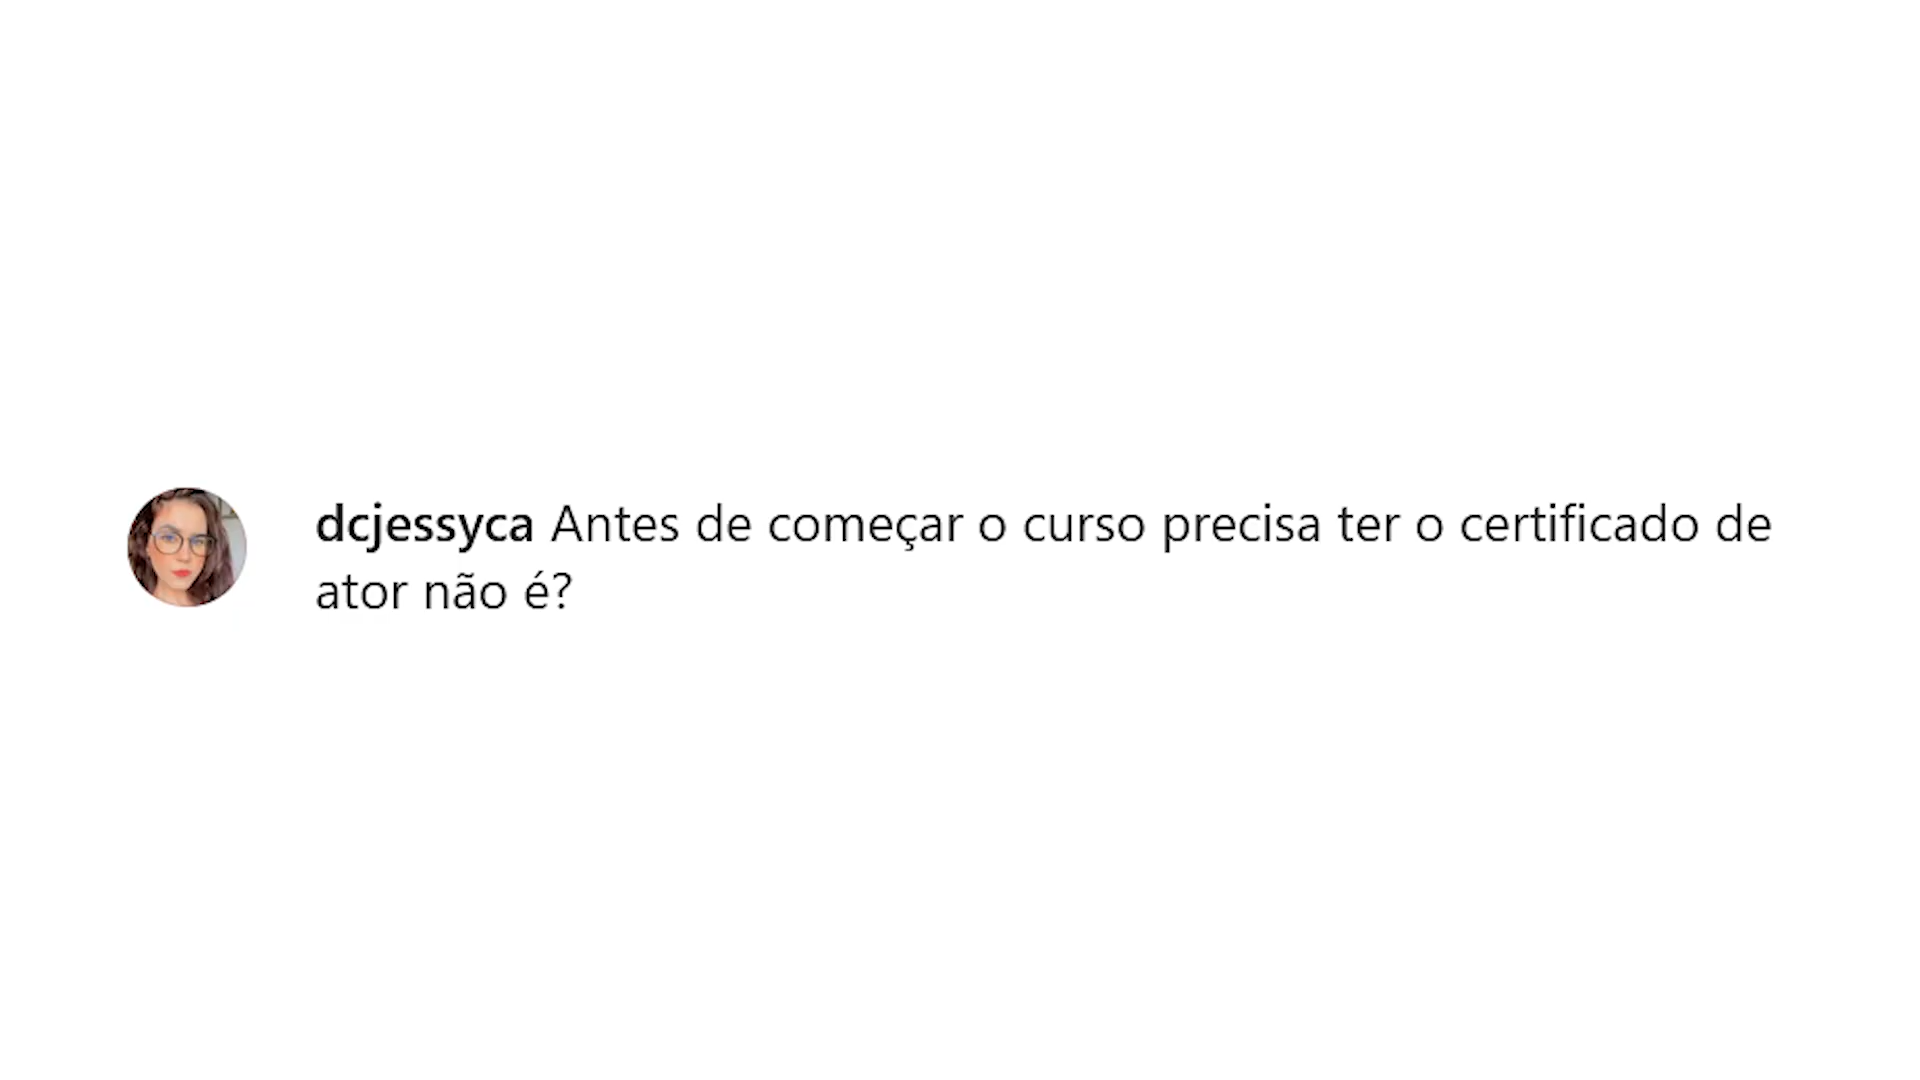 dcjessyca Antes de começar o curso precisa ter o certificado de
ator não é?